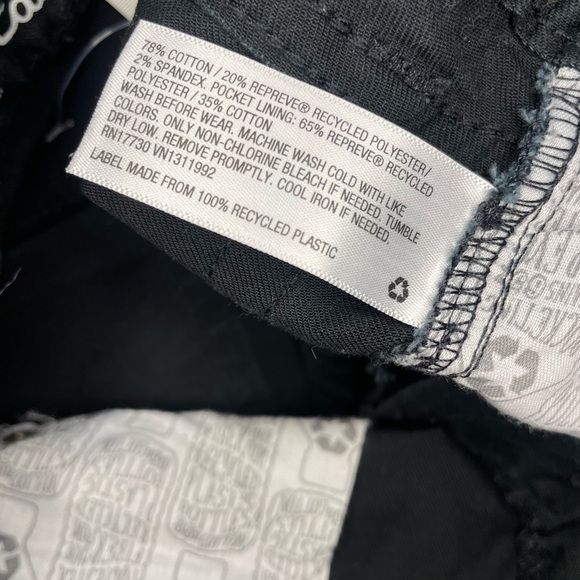 78% COTTON / 20% REPREVE® RECYCLED POLYESTER/
2% SPANDEX. POCKET LINING: 65% REPREVE® RECYCLED
POLYESTER / 35% COTTON
WASH BEFORE WEAR. MACHINE WASH COLD WITH LIKE
COLORS. ONLY NON-CHLORINE BLEACH IF NEEDED. TUMBLE
DRY LOW. REMOVE PROMPTLY. COOL IRON IF NEEDED.
RN17730 VN1311992
LABEL MADE FROM 100% RECYCLED PLASTIC